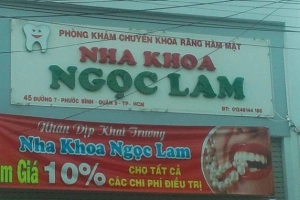 PHÒNG KHÁM CHUYÊN KHOA RĂNG HÀM MẶT
NHA KHOA
NGỌC LAM
45 ĐƯỜNG 7 - PHƯỚC BÌNH - QUẬN 9 - TP. HCM
Nhân Dịp Khai Trương
Nha Khoa Ngọc Lam
m Giá 10% CHO TẤT CẢ
CÁC CHI PHÍ ĐIỀU TRỊ